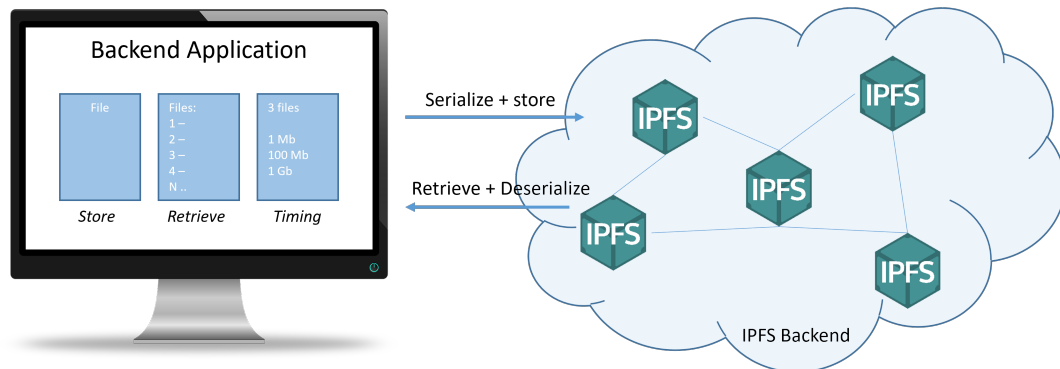 Backend Application
File
Files:
1 –
2 –
3 –
4 –
N ..
3 files
1 Mb
100 Mb
1 Gb
Store
Retrieve
Timing
Serialize + store
Retrieve + Deserialize
IPFS
IPFS
IPFS
IPFS
IPFS
IPFS Backend